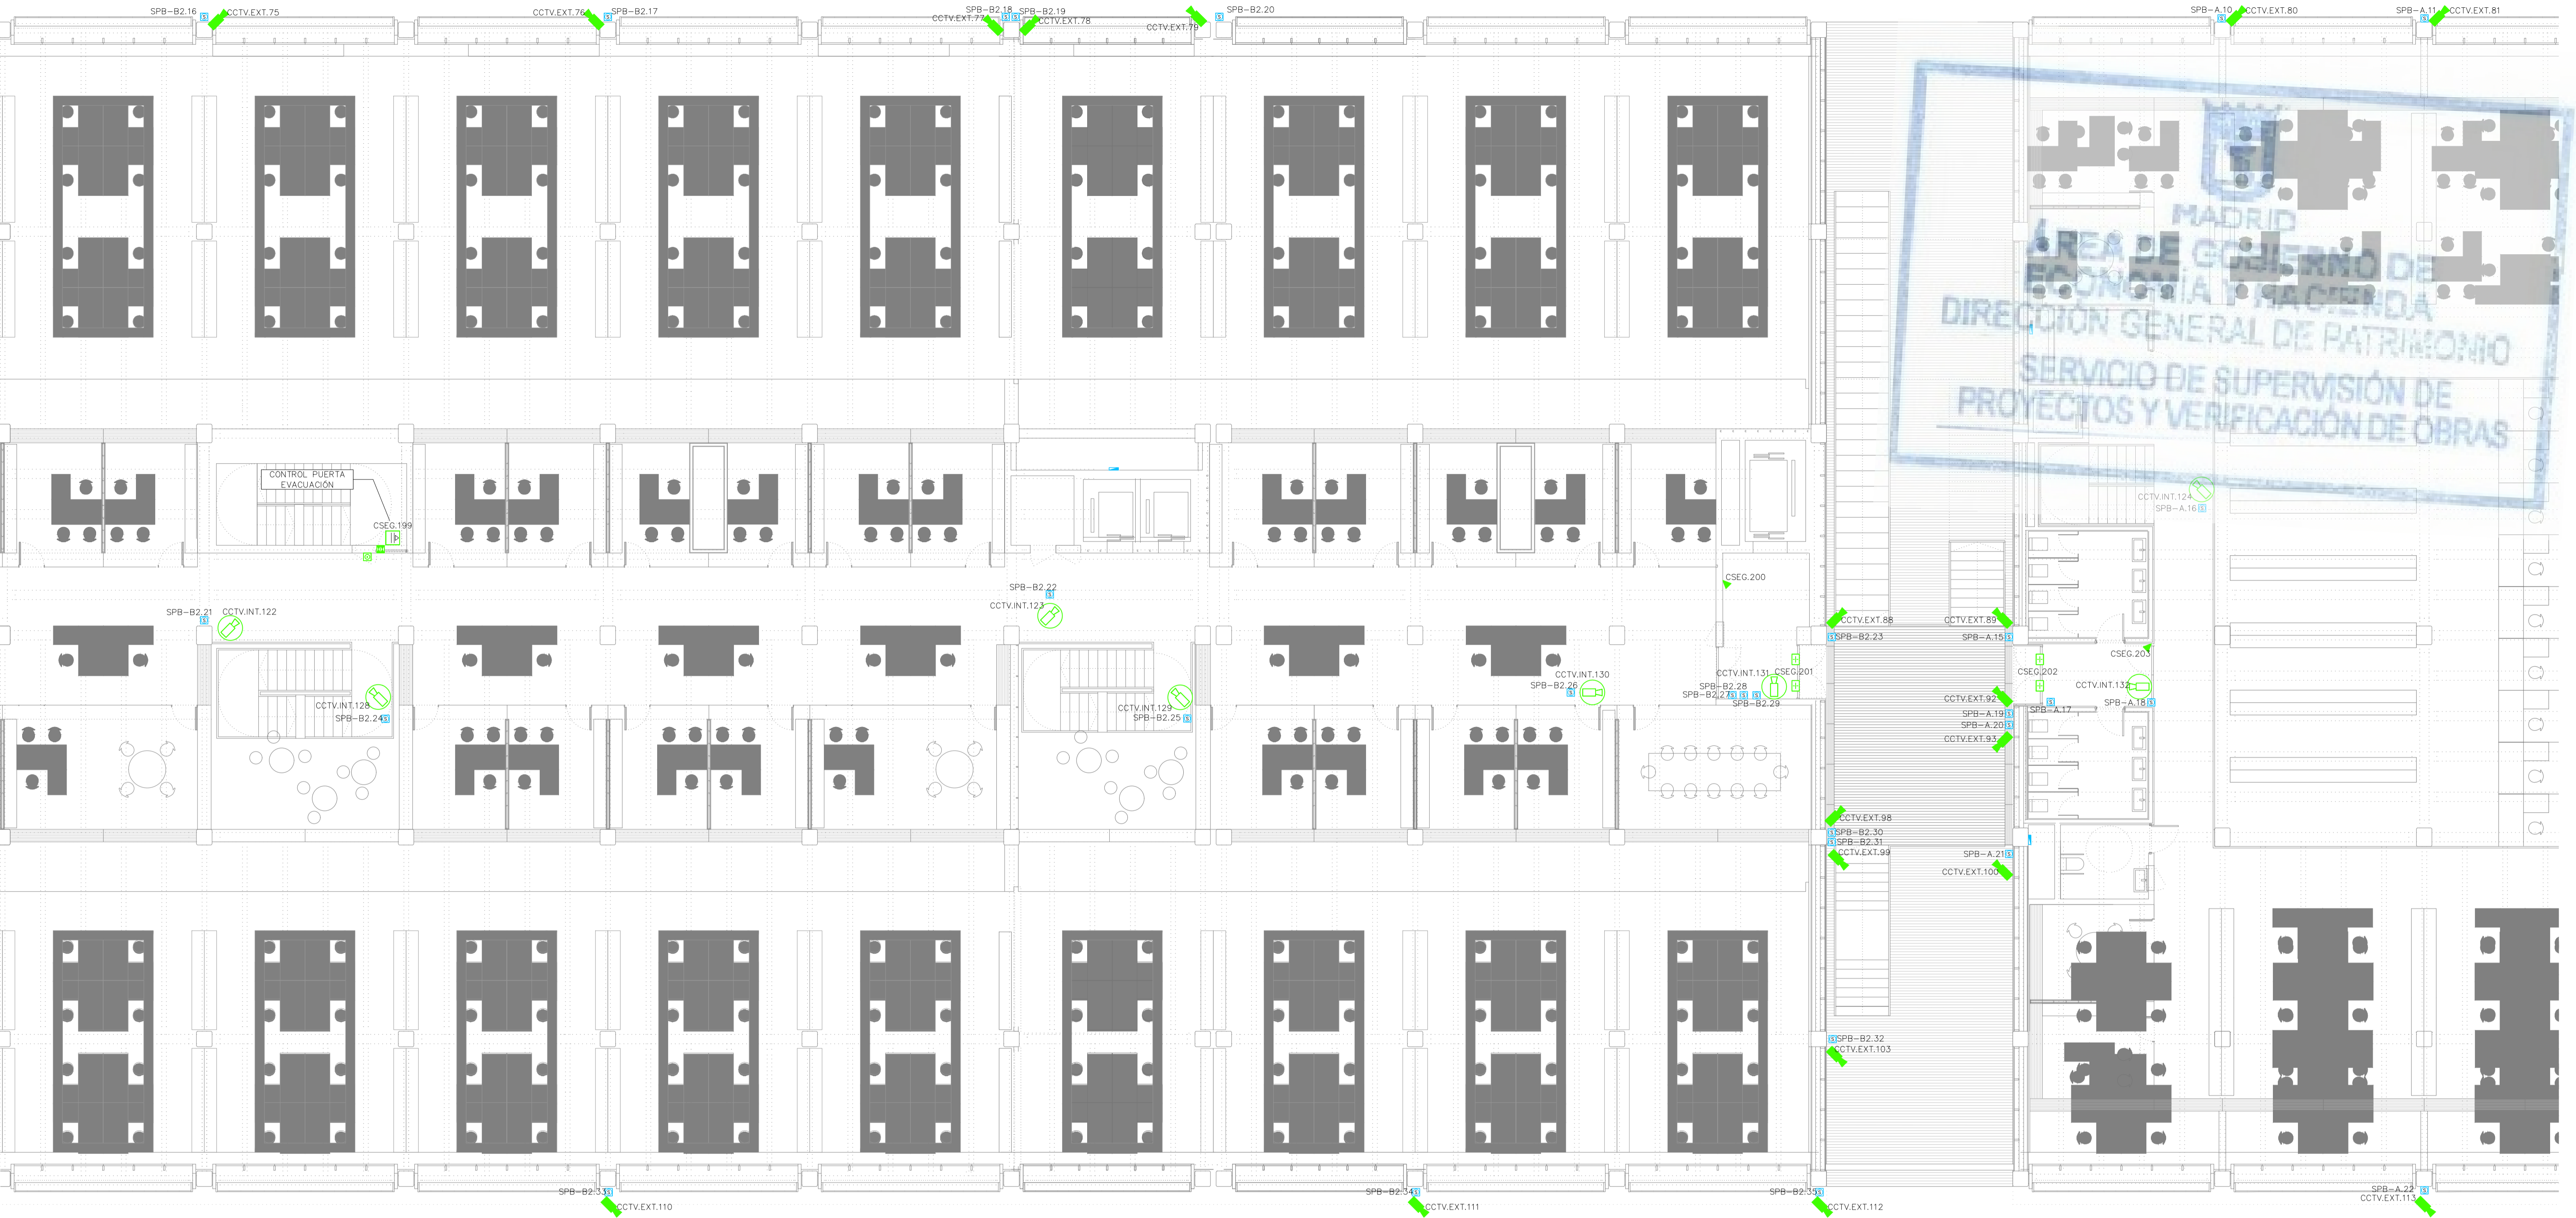 SPB-B2.16
CCTV.EXT.75
CCTV.EXT.76
SPB-B2.17
SPB-B2.18
SPB-B2.19
CCTV.EXT.77
CCTV.EXT.78
CCTV.EXT.79
SPB-B2.20
SPB-A.10
CCTV.EXT.80
SPB-A.11
CCTV.EXT.81
MADRID
ÁREA DE GOBIERNO DE
ECONOMÍA Y HACIENDA
DIRECCIÓN GENERAL DE PATRIMONIO
SERVICIO DE SUPERVISIÓN DE
PROYECTOS Y VERIFICACIÓN DE OBRAS
CONTROL PUERTA
EVACUACIÓN
CSEG.199
CCTV.INT.124
SPB-A.16
SPB-B2.21
CCTV.INT.122
SPB-B2.22
CCTV.INT.123
CSEG.200
CCTV.EXT.88
CCTV.EXT.89
SPB-B2.23
SPB-A.15
CSEG.203
CCTV.INT.128
SPB-B2.24
CCTV.INT.129
SPB-B2.25
CCTV.INT.130
SPB-B2.26
CCTV.INT.131
CSEG.201
SPB-B2.28
SPB-B2.27
SPB-B2.29
CSEG.202
CCTV.INT.132
CCTV.EXT.92
SPB-A.17
SPB-A.18
SPB-A.19
SPB-A.20
CCTV.EXT.93
CCTV.EXT.98
SPB-B2.30
SPB-B2.31
CCTV.EXT.99
SPB-A.21
CCTV.EXT.100
SPB-B2.32
CCTV.EXT.103
SPB-B2.33
CCTV.EXT.110
SPB-B2.34
CCTV.EXT.111
SPB-B2.35
CCTV.EXT.112
SPB-A.22
CCTV.EXT.113